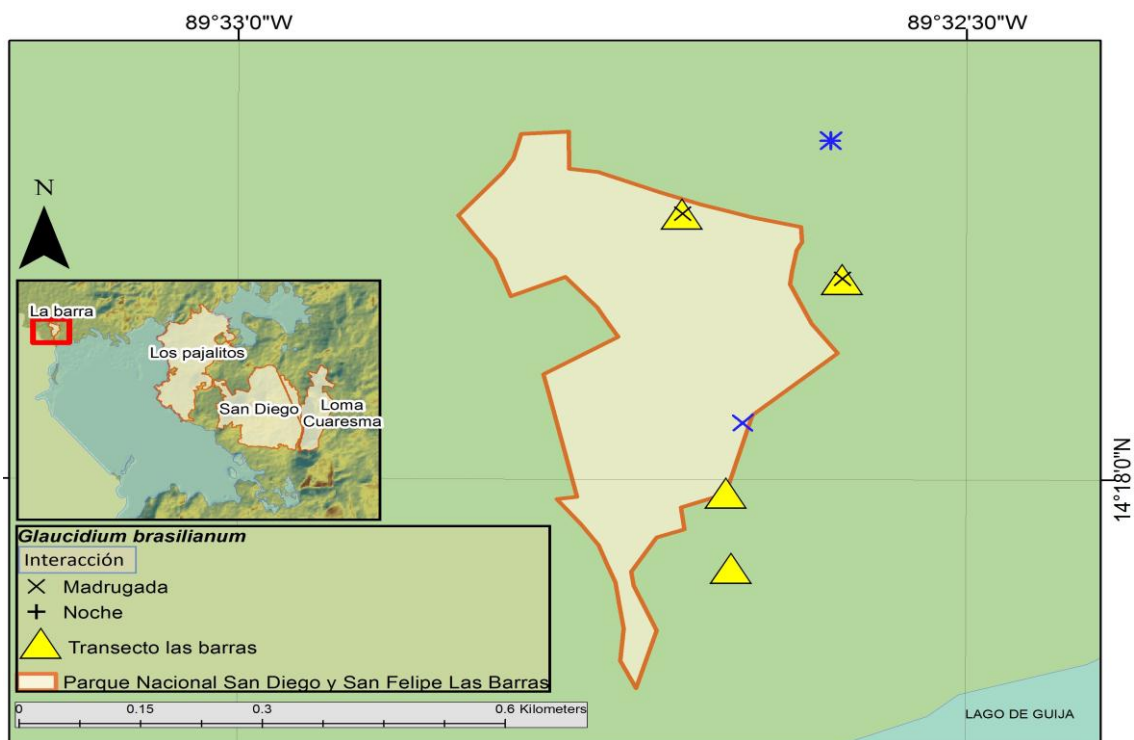 89°33'0"W
89°32'30"W
N
La barra
Los pajalitos
San Diego
Loma
Cuaresma
14°18'0"N
Glaucidium brasilianum
Interacción
Madrugada
Noche
Transecto las barras
Parque Nacional San Diego y San Felipe Las Barras
0 0.15 0.3 0.6 Kilometers
LAGO DE GUIJA